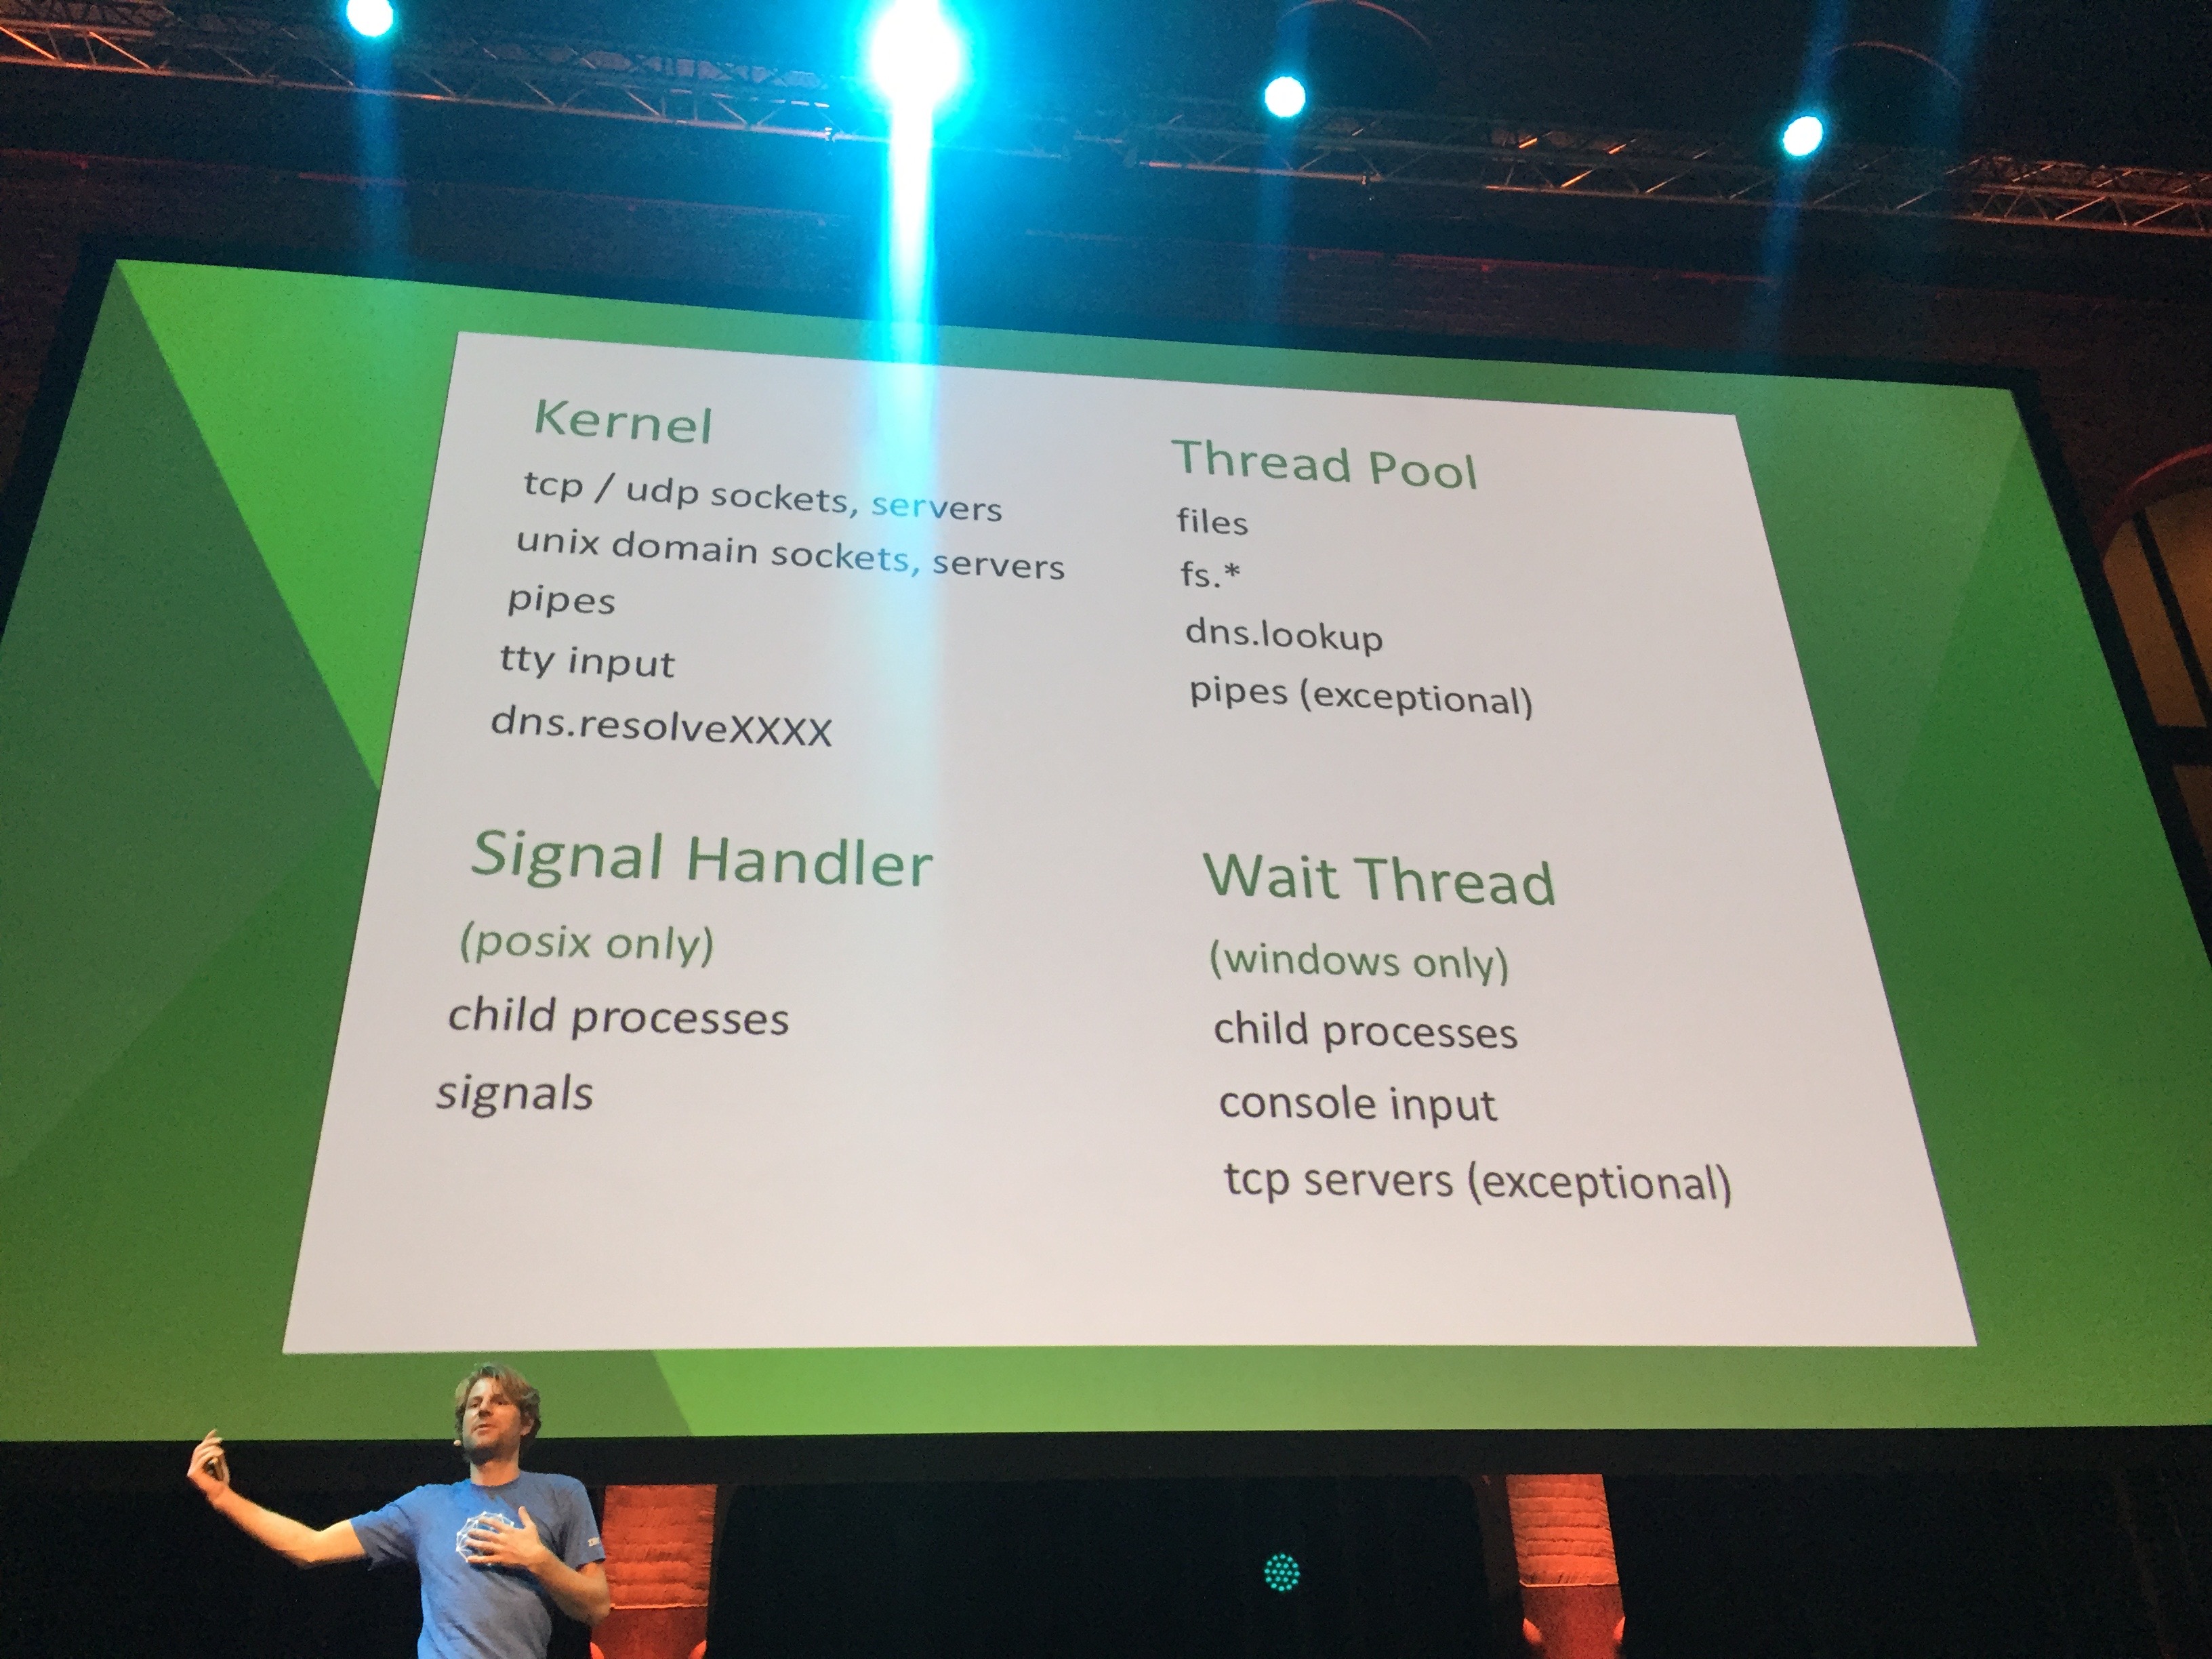 Kernel
tcp / udp sockets, servers
unix domain sockets, servers
pipes
tty input
dns.resolveXXXX
Thread Pool
files
fs.*
dns.lookup
pipes (exceptional)
Signal Handler
(posix only)
child processes
signals
Wait Thread
(windows only)
child processes
console input
tcp servers (exceptional)